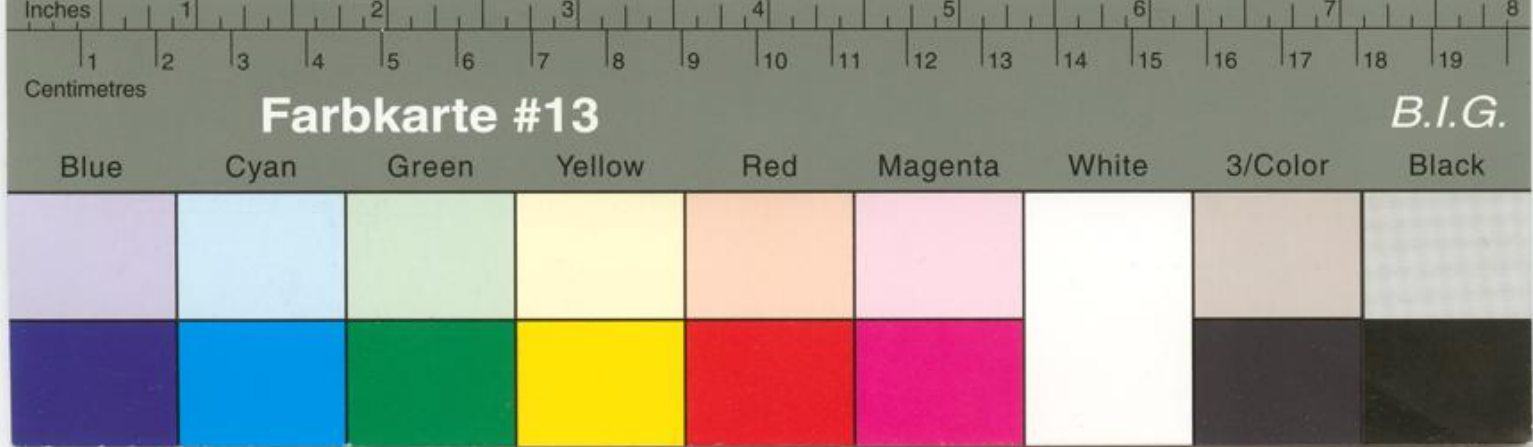 Inches 1 2 3 4 5 6 7 8
1 2 3 4 5 6 7 8 9 10 11 12 13 14 15 16 17 18 19
Centimetres
Farbkarte #13 B.I.G.
Blue Cyan Green Yellow Red Magenta White 3/Color Black